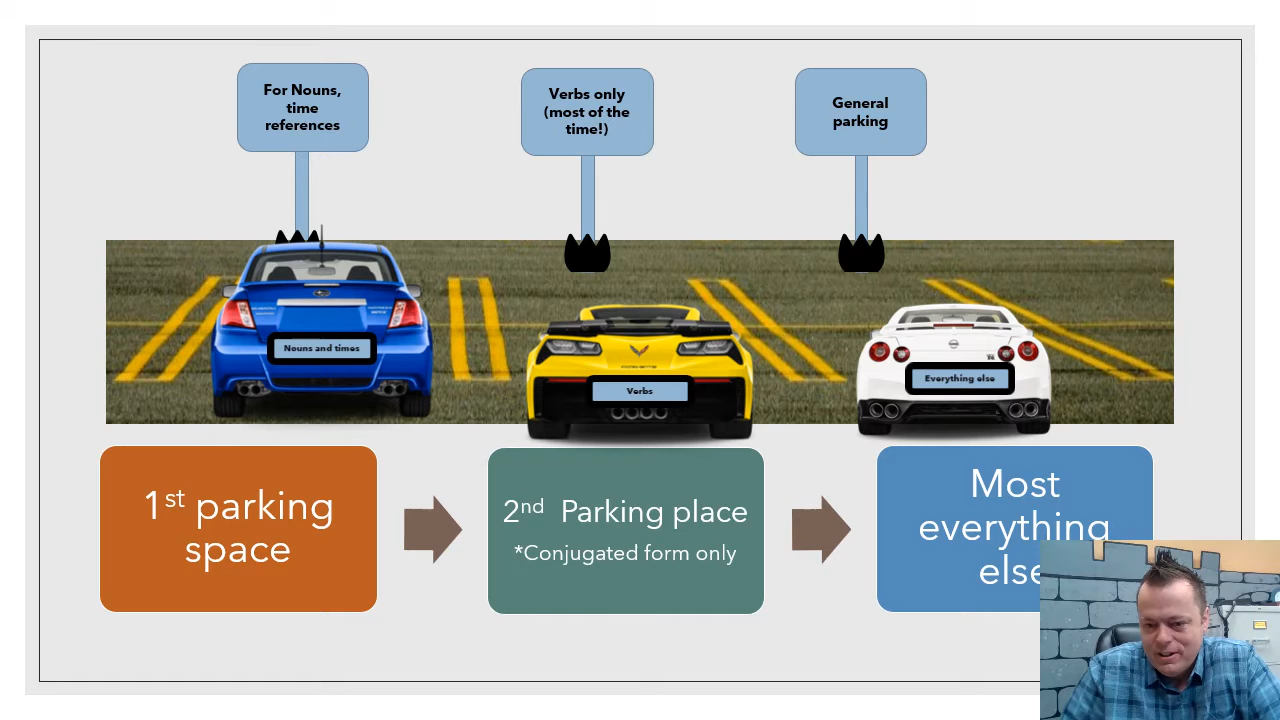 For Nouns,
time
references
Verbs only
(most of the
time!)
General
parking
Nouns and times
Verbs
Everything else
1st parking
space
2nd Parking place
*Conjugated form only
Most
everything
else